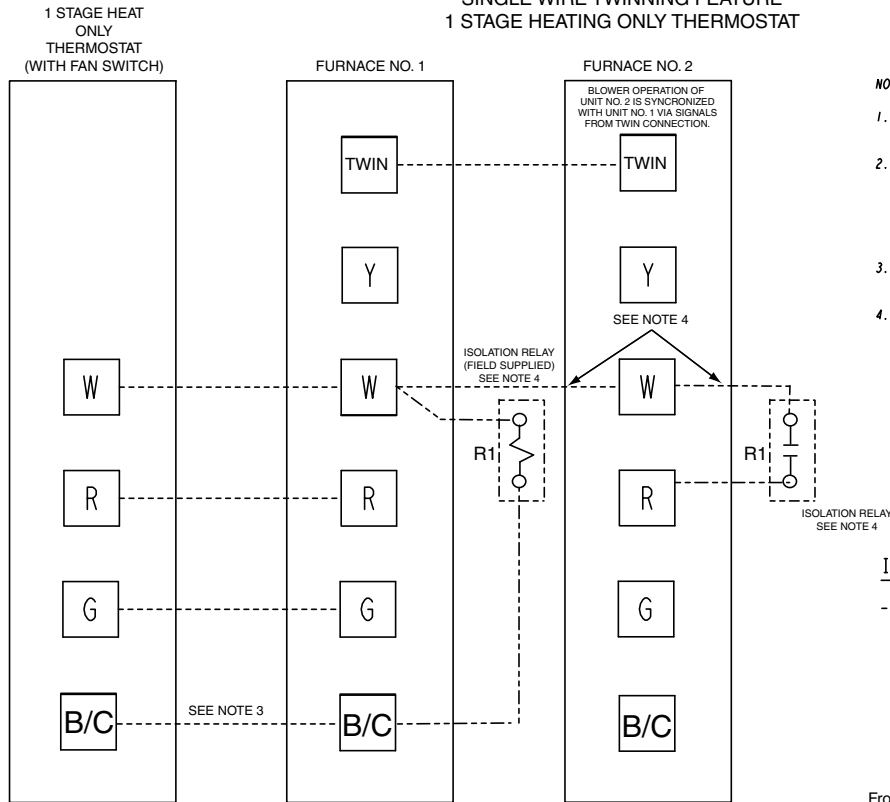 SINGLE WIRE TWINNING FEATURE
1 STAGE HEATING ONLY THERMOSTAT
1 STAGE HEAT
ONLY
THERMOSTAT
(WITH FAN SWITCH)
FURNACE NO. 1
FURNACE NO. 2
BLOWER OPERATION OF
UNIT NO. 2 IS SYNCRONIZED
WITH UNIT NO. 1 VIA SIGNALS
FROM TWIN CONNECTION.
NO
1.
2.
3.
4.
TWIN
TWIN
Y
Y
SEE NOTE 4
ISOLATION RELAY
(FIELD SUPPLIED)
SEE NOTE 4
W
W
W
R1
R1
R
R
R
ISOLATION RELAY
SEE NOTE 4
I
-
G
G
G
B/C
SEE NOTE 3
B/C
B/C
Fro